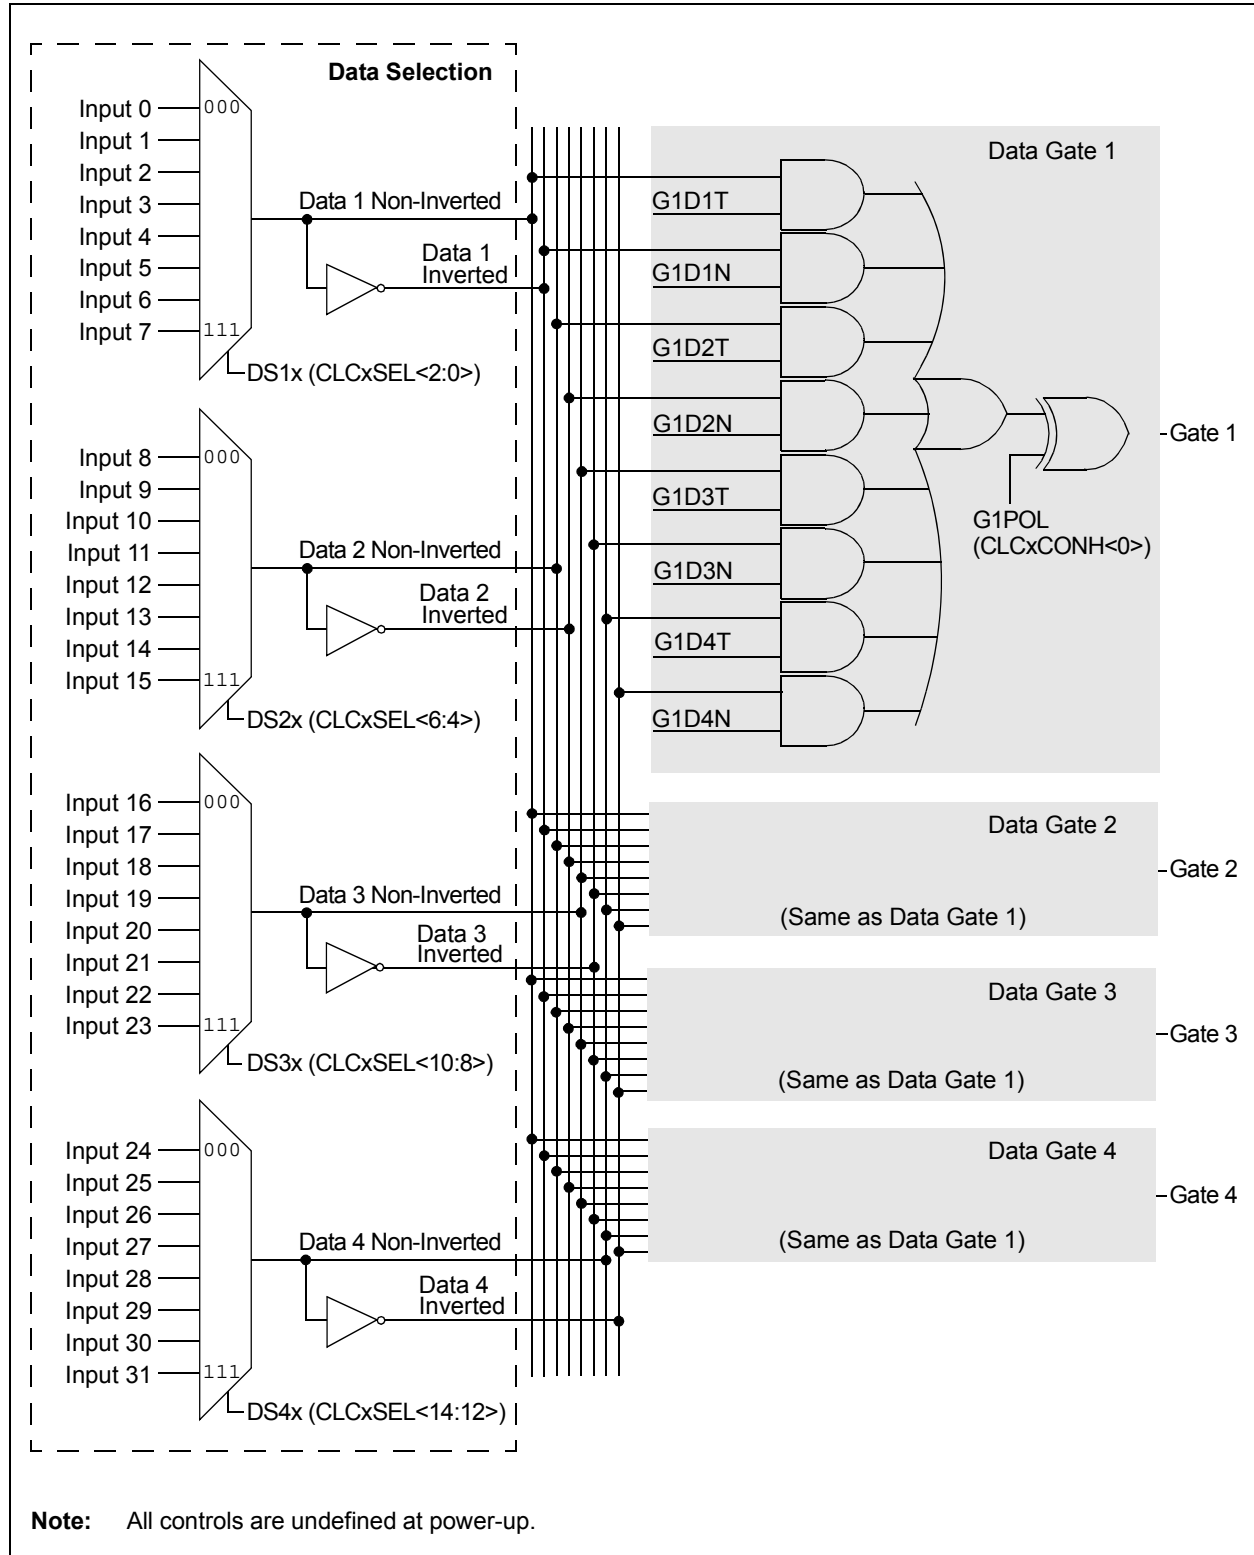 Data Selection
Input 0
Input 1
Input 2
Input 3
Input 4
Input 5
Input 6
Input 7
000
111
Data 1 Non-Inverted
Data 1
Inverted
DS1x (CLCxSEL<2:0>)
Input 8
Input 9
Input 10
Input 11
Input 12
Input 13
Input 14
Input 15
000
111
Data 2 Non-Inverted
Data 2
Inverted
DS2x (CLCxSEL<6:4>)
Input 16
Input 17
Input 18
Input 19
Input 20
Input 21
Input 22
Input 23
000
111
Data 3 Non-Inverted
Data 3
Inverted
DS3x (CLCxSEL<10:8>)
Input 24
Input 25
Input 26
Input 27
Input 28
Input 29
Input 30
Input 31
000
111
Data 4 Non-Inverted
Data 4
Inverted
DS4x (CLCxSEL<14:12>)
Data Gate 1
G1D1T
G1D1N
G1D2T
G1D2N
G1D3T
G1D3N
G1D4T
G1D4N
G1POL
(CLCxCONH<0>)
Gate 1
Data Gate 2
(Same as Data Gate 1)
Gate 2
Data Gate 3
(Same as Data Gate 1)
Gate 3
Data Gate 4
(Same as Data Gate 1)
Gate 4
Note: All controls are undefined at power-up.